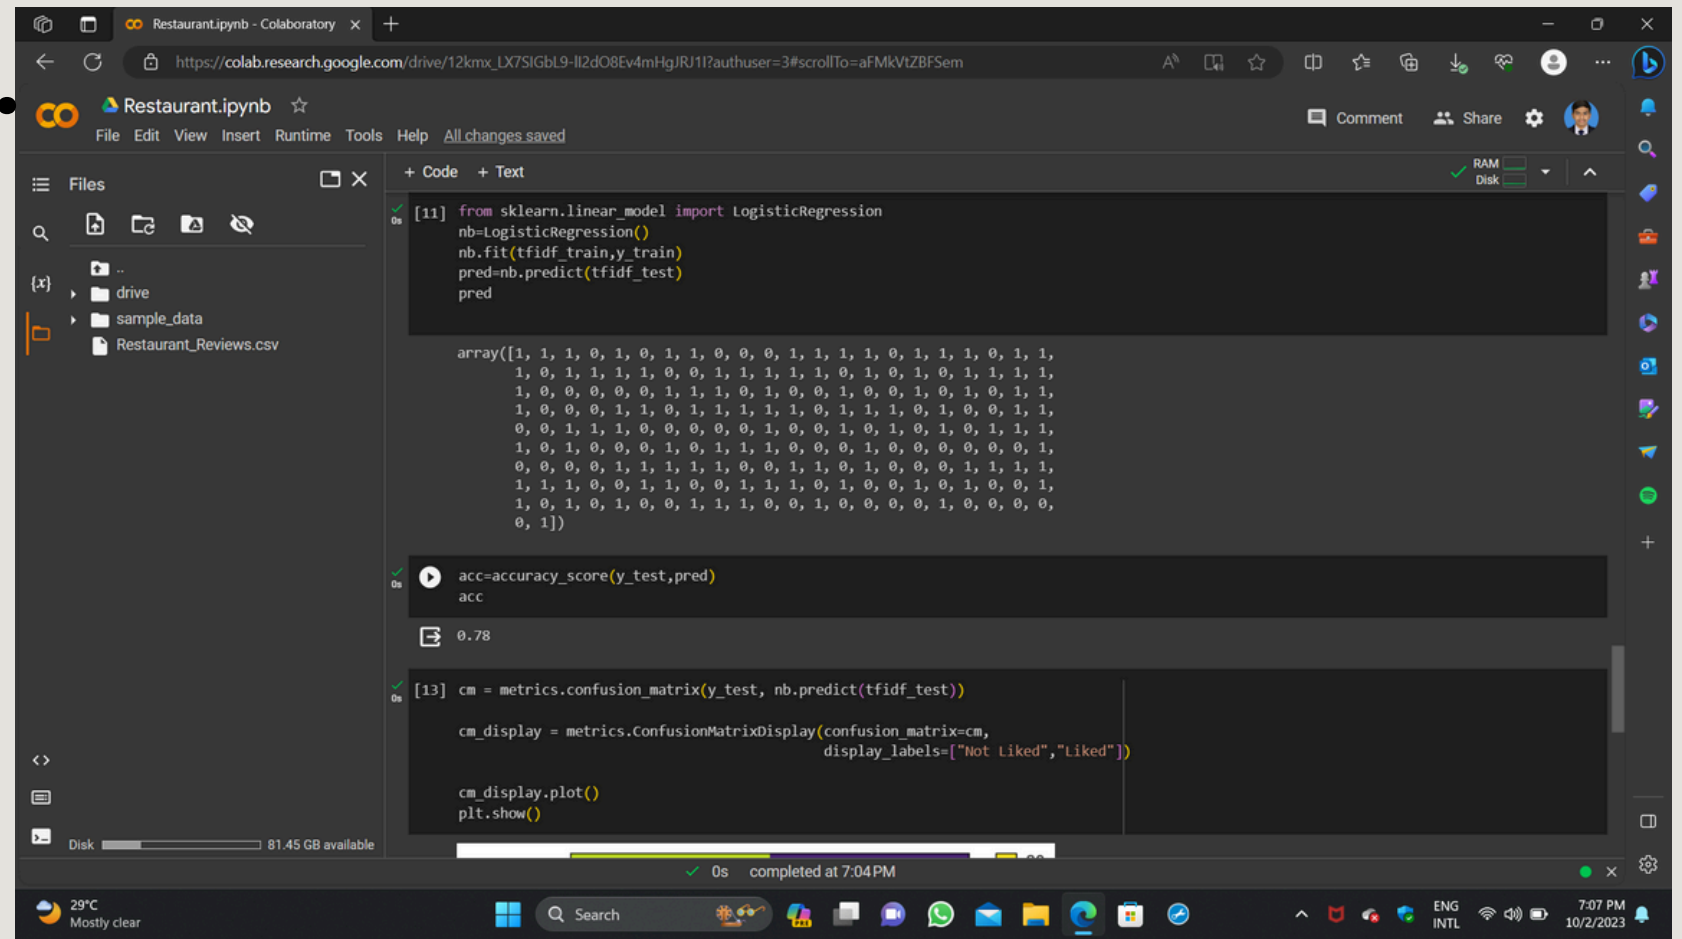 Restaurant.ipynb - Colaboratory
https://colab.research.google.com/drive/12kmx_LX7SIGbL9-lI2dO8Ev4mHgJRJ1I?authuser=3#scrollTo=aFMkVtZBFSem
Restaurant.ipynb
File Edit View Insert Runtime Tools Help All changes saved
Comment Share
Files
+ Code + Text
RAM
Disk
..
drive
sample_data
Restaurant_Reviews.csv
{x}
0s
[11] from sklearn.linear_model import LogisticRegression
nb=LogisticRegression()
nb.fit(tfidf_train,y_train)
pred=nb.predict(tfidf_test)
pred
array([1, 1, 1, 0, 1, 0, 1, 1, 0, 0, 0, 1, 1, 1, 1, 0, 1, 1, 1, 0, 1, 1,
1, 0, 1, 1, 1, 1, 0, 0, 1, 1, 1, 1, 1, 0, 1, 0, 1, 0, 1, 1, 1, 1,
1, 0, 0, 0, 0, 0, 1, 1, 1, 0, 1, 0, 0, 1, 0, 0, 1, 0, 1, 0, 1, 1,
1, 0, 0, 0, 1, 1, 0, 1, 1, 1, 1, 1, 0, 1, 1, 1, 0, 1, 0, 0, 1, 1,
0, 0, 1, 1, 1, 0, 0, 0, 0, 0, 1, 0, 0, 1, 0, 1, 0, 1, 0, 1, 1, 1,
1, 0, 1, 0, 0, 0, 1, 0, 1, 1, 1, 0, 0, 0, 1, 0, 0, 0, 0, 0, 0, 1,
0, 0, 0, 0, 1, 1, 1, 1, 1, 0, 0, 1, 1, 0, 1, 0, 0, 0, 1, 1, 1, 1,
1, 1, 1, 0, 0, 1, 1, 0, 0, 1, 1, 1, 0, 1, 0, 0, 1, 0, 1, 0, 0, 1,
1, 0, 1, 0, 1, 0, 0, 1, 1, 1, 0, 0, 1, 0, 0, 0, 0, 1, 0, 0, 0, 0,
0, 1])
0s
acc=accuracy_score(y_test,pred)
acc
0.78
0s
[13] cm = metrics.confusion_matrix(y_test, nb.predict(tfidf_test))
cm_display = metrics.ConfusionMatrixDisplay(confusion_matrix=cm,
display_labels=["Not Liked","Liked"])
cm_display.plot()
plt.show()
Disk 81.45 GB available
0s completed at 7:04 PM
29°C
Mostly clear
Search
ENG
INTL
7:07 PM
10/2/2023